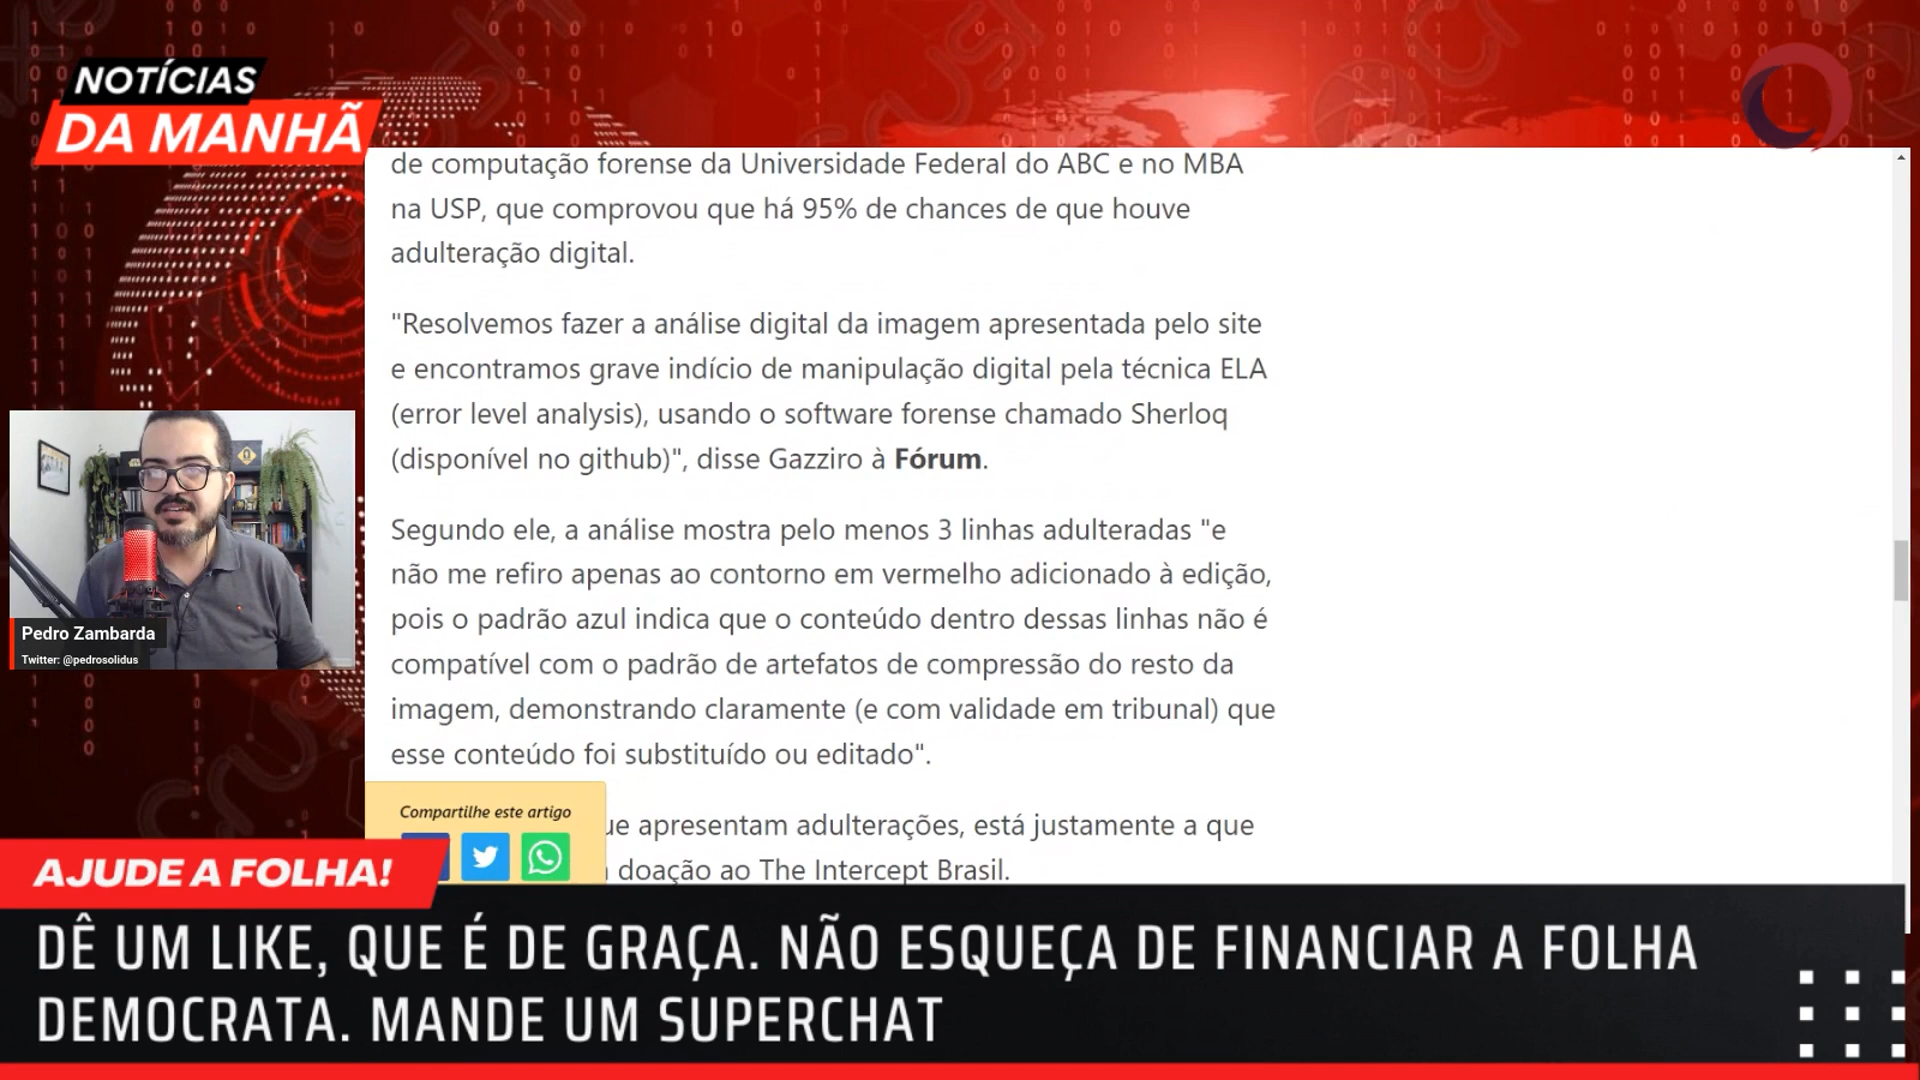 NOTÍCIAS
DA MANHÃ
de computação forense da Universidade Federal do ABC e no MBA
na USP, que comprovou que há 95% de chances de que houve
adulteração digital.
"Resolvemos fazer a análise digital da imagem apresentada pelo site
e encontramos grave indício de manipulação digital pela técnica ELA
(error level analysis), usando o software forense chamado Sherloq
(disponível no github)", disse Gazziro à Fórum.
Segundo ele, a análise mostra pelo menos 3 linhas adulteradas "e
não me refiro apenas ao contorno em vermelho adicionado à edição,
pois o padrão azul indica que o conteúdo dentro dessas linhas não é
compatível com o padrão de artefatos de compressão do resto da
imagem, demonstrando claramente (e com validade em tribunal) que
esse conteúdo foi substituído ou editado".
apresentam adulterações, está justamente a que
doação ao The Intercept Brasil.
Compartilhe este artigo
Pedro Zambarda
Twitter: @pedrosolidus
AJUDE A FOLHA!
DÊ UM LIKE, QUE É DE GRAÇA. NÃO ESQUEÇA DE FINANCIAR A FOLHA
DEMOCRATA. MANDE UM SUPERCHAT